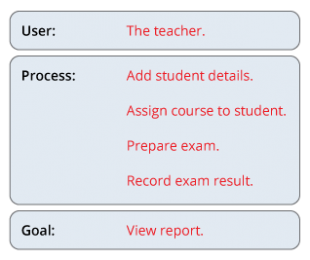 User: The teacher.
Process: Add student details.
Assign course to student.
Prepare exam.
Record exam result.
Goal: View report.